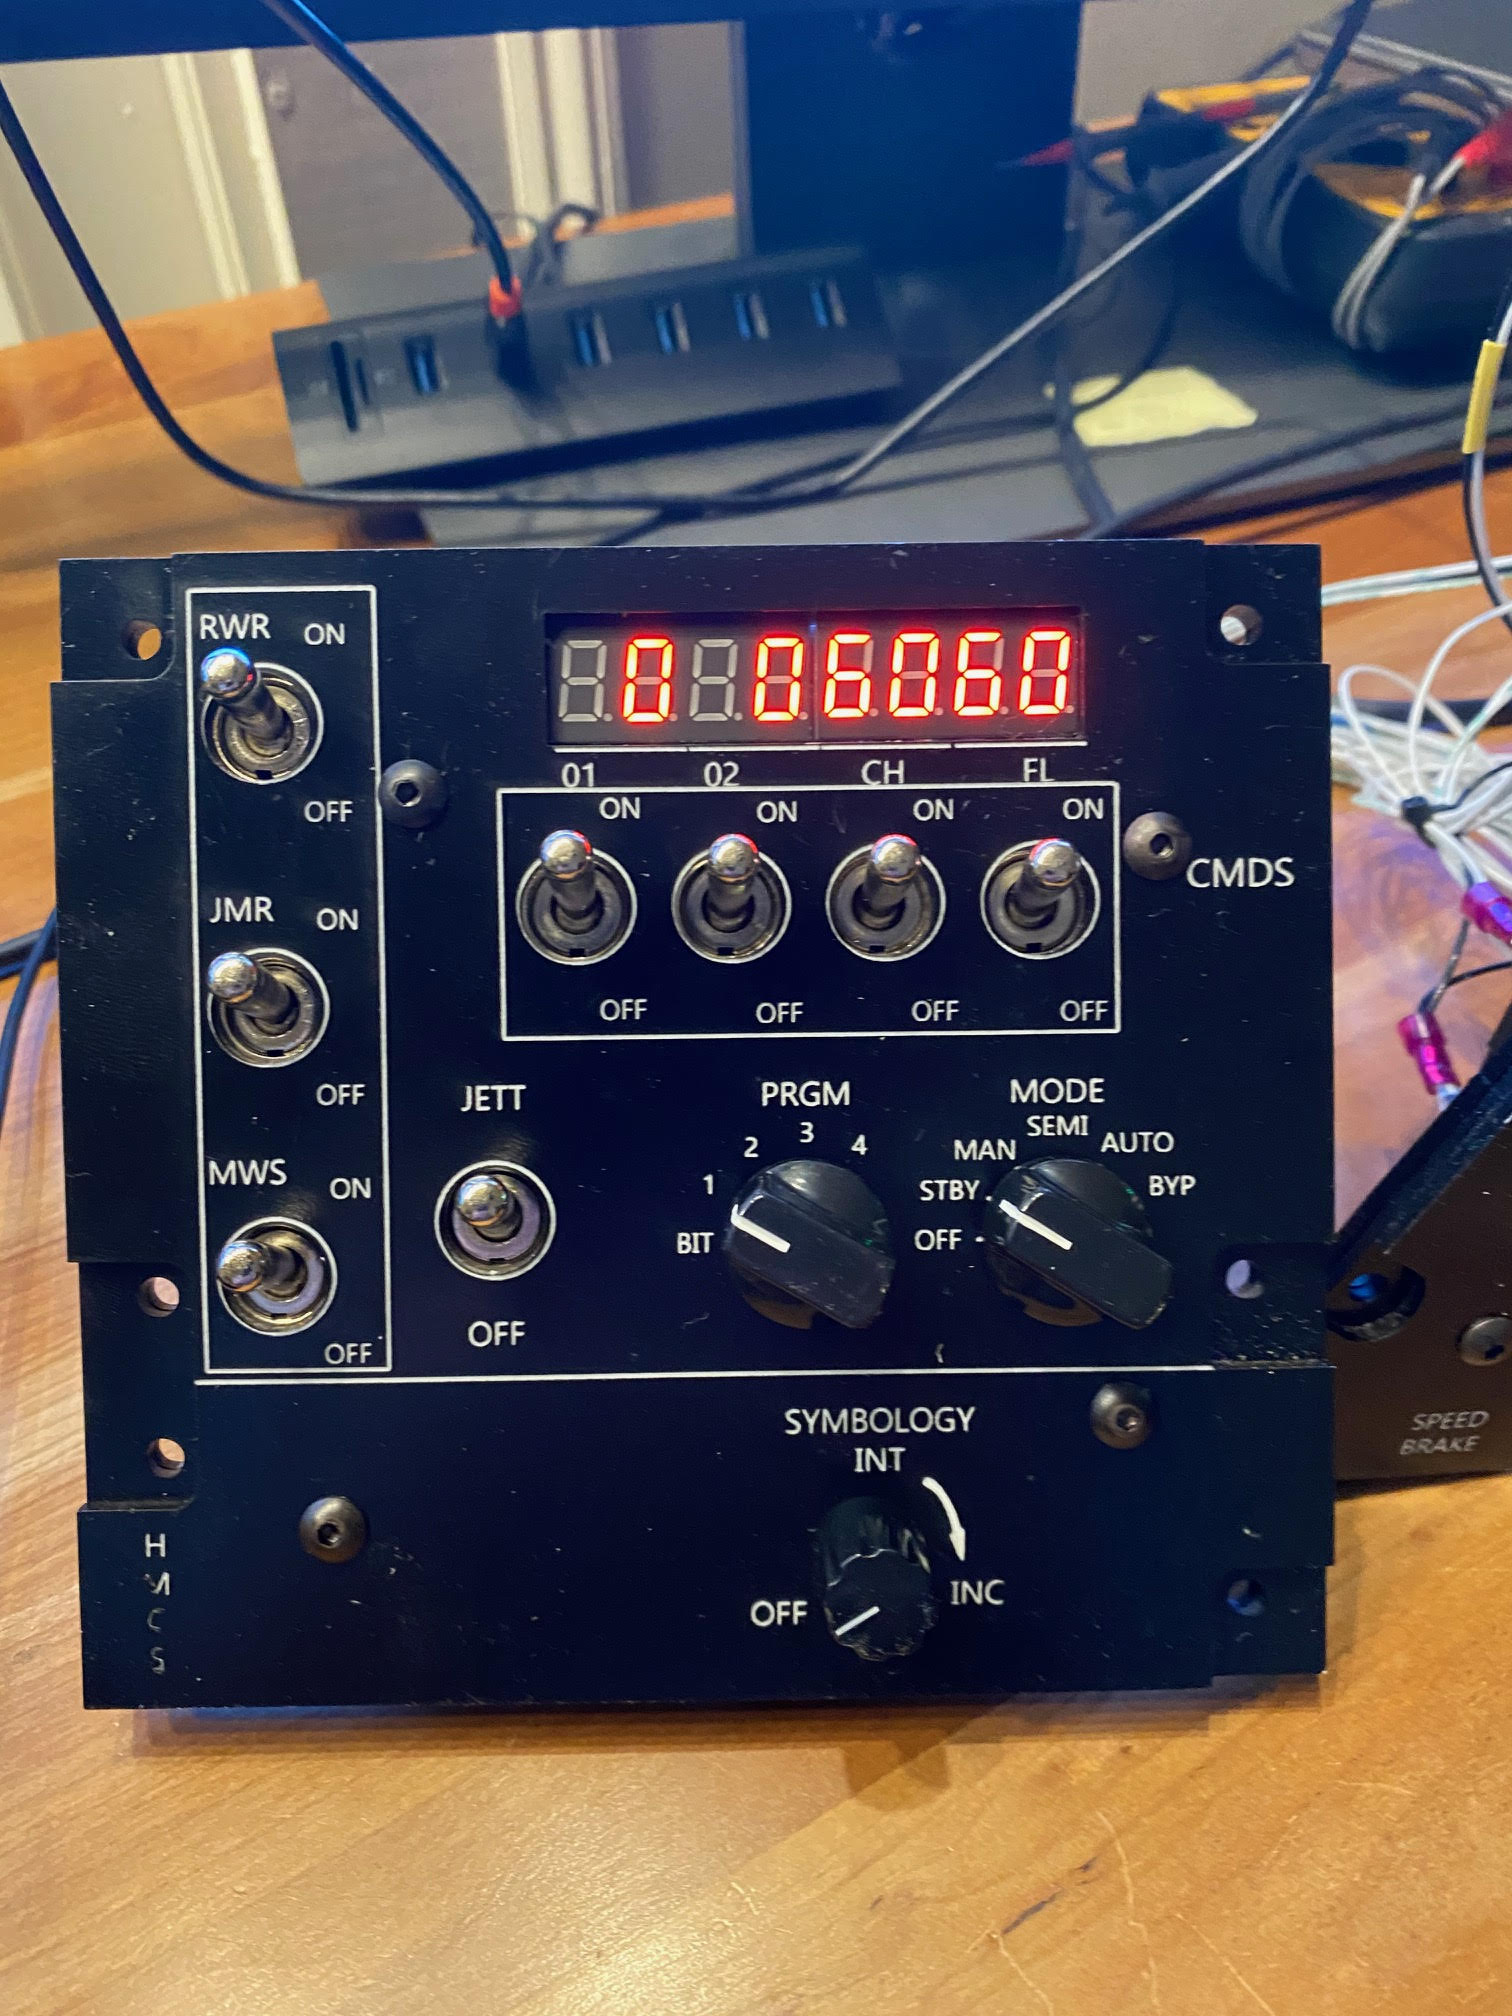 RWR ON
OFF
JMR ON
OFF
MWS ON
OFF
0 06060
01 02 CH FL
ON ON ON ON
OFF OFF OFF OFF
CMDS
JETT
OFF
PRGM
BIT 1 2 3 4
MODE
OFF STBY MAN SEMI AUTO BYP
SYMBOLOGY
INT
OFF INC
H
M
C
S
SPEED
BRAKE